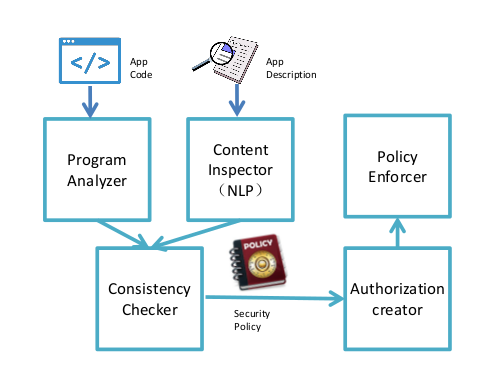 </>
App
Code
App
Description
Program
Analyzer
Content
Inspector
（NLP）
Policy
Enforcer
POLICY
Consistency
Checker
Security
Policy
Authorization
creator